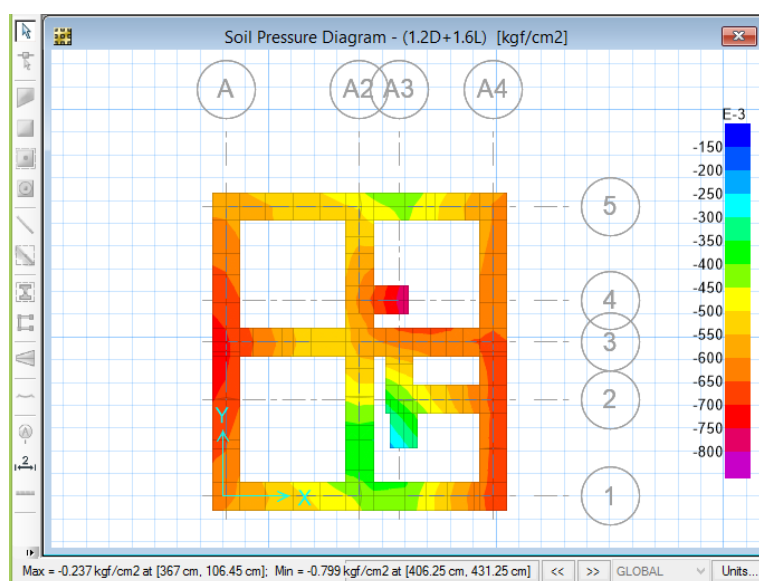 Soil Pressure Diagram - (1.2D+1.6L) [kgf/cm2]
A
A2
A3
A4
E-3
-150
-200
-250
-300
-350
-400
-450
-500
-550
-600
-650
-700
-750
-800
5
4
3
2
1
Y
X
2
Max = -0.237 kgf/cm2 at [367 cm, 106.45 cm]; Min = -0.799 kgf/cm2 at [406.25 cm, 431.25 cm]
<<
>>
GLOBAL
Units...